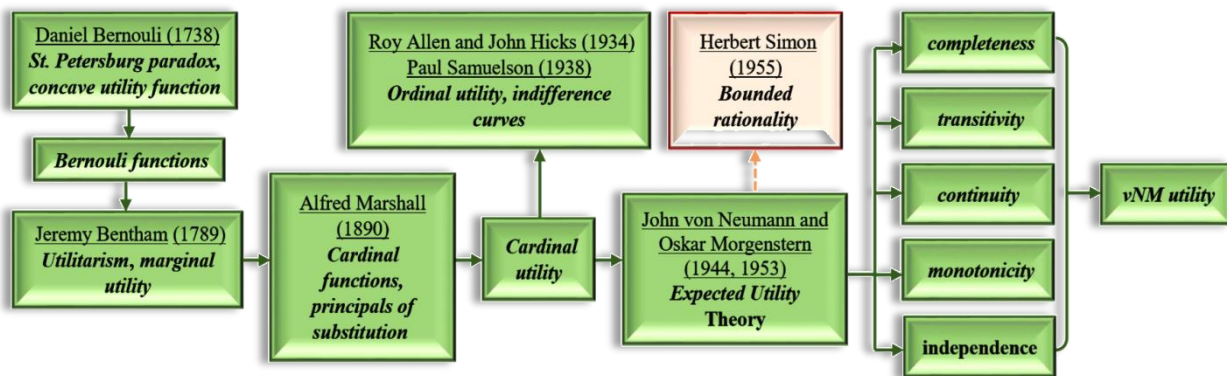 Daniel Bernouli (1738)
St. Petersburg paradox,
concave utility function
Bernouli functions
Jeremy Bentham (1789)
Utilitarism, marginal
utility
Alfred Marshall
(1890)
Cardinal
functions,
principals of
substitution
Cardinal
utility
Roy Allen and John Hicks (1934)
Paul Samuelson (1938)
Ordinal utility, indifference
curves
Herbert Simon
(1955)
Bounded
rationality
John von Neumann and
Oskar Morgenstern
(1944, 1953)
Expected Utility
Theory
completeness
transitivity
continuity
monotonicity
independence
vNM utility